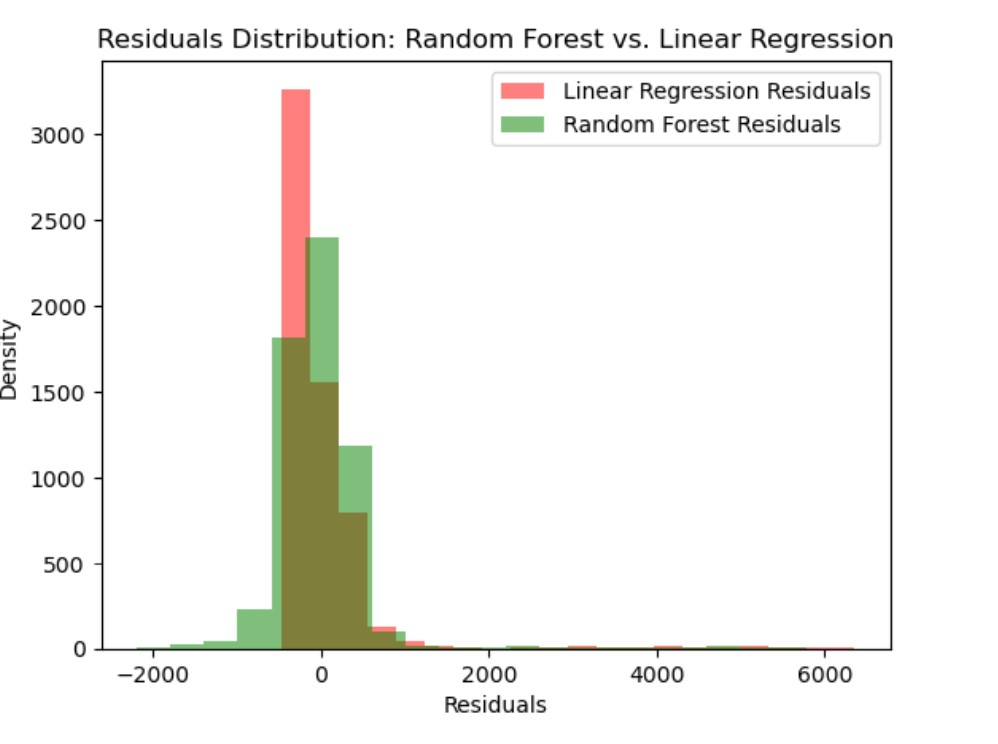 Residuals Distribution: Random Forest vs. Linear Regression
Linear Regression Residuals
Random Forest Residuals
3000
2500
2000
1500
1000
500
0
Density
−2000 0 2000 4000 6000
Residuals